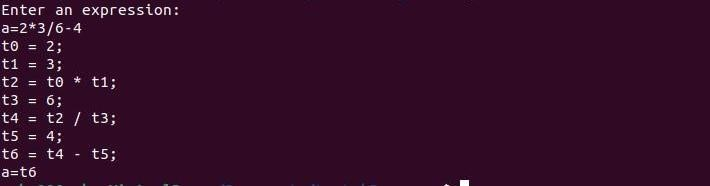 Enter an expression:
a=2*3/6-4
t0 = 2;
t1 = 3;
t2 = t0 * t1;
t3 = 6;
t4 = t2 / t3;
t5 = 4;
t6 = t4 - t5;
a=t6